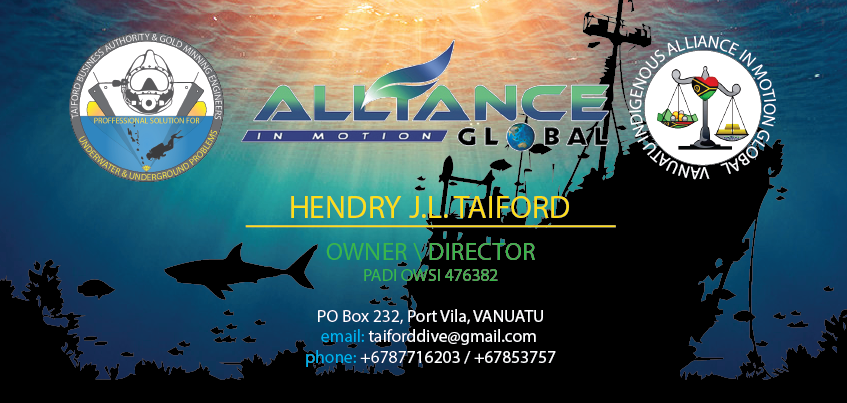 TAIFORD BUSINESS AUTHORITY & GOLD MINNING ENGINEERS
PROFFESSIONAL SOLUTION FOR
UNDERWATER & UNDERGROUND PROBLEMS
ALLIANCE
IN MOTION GLOBAL
VANUATU INDIGENOUS ALLIANCE IN MOTION GLOBAL
HENDRY J.L. TAIFORD
OWNER \ DIRECTOR
PADI OWSI 476382
PO Box 232, Port Vila, VANUATU
email: taiforddive@gmail.com
phone: +6787716203 / +67853757